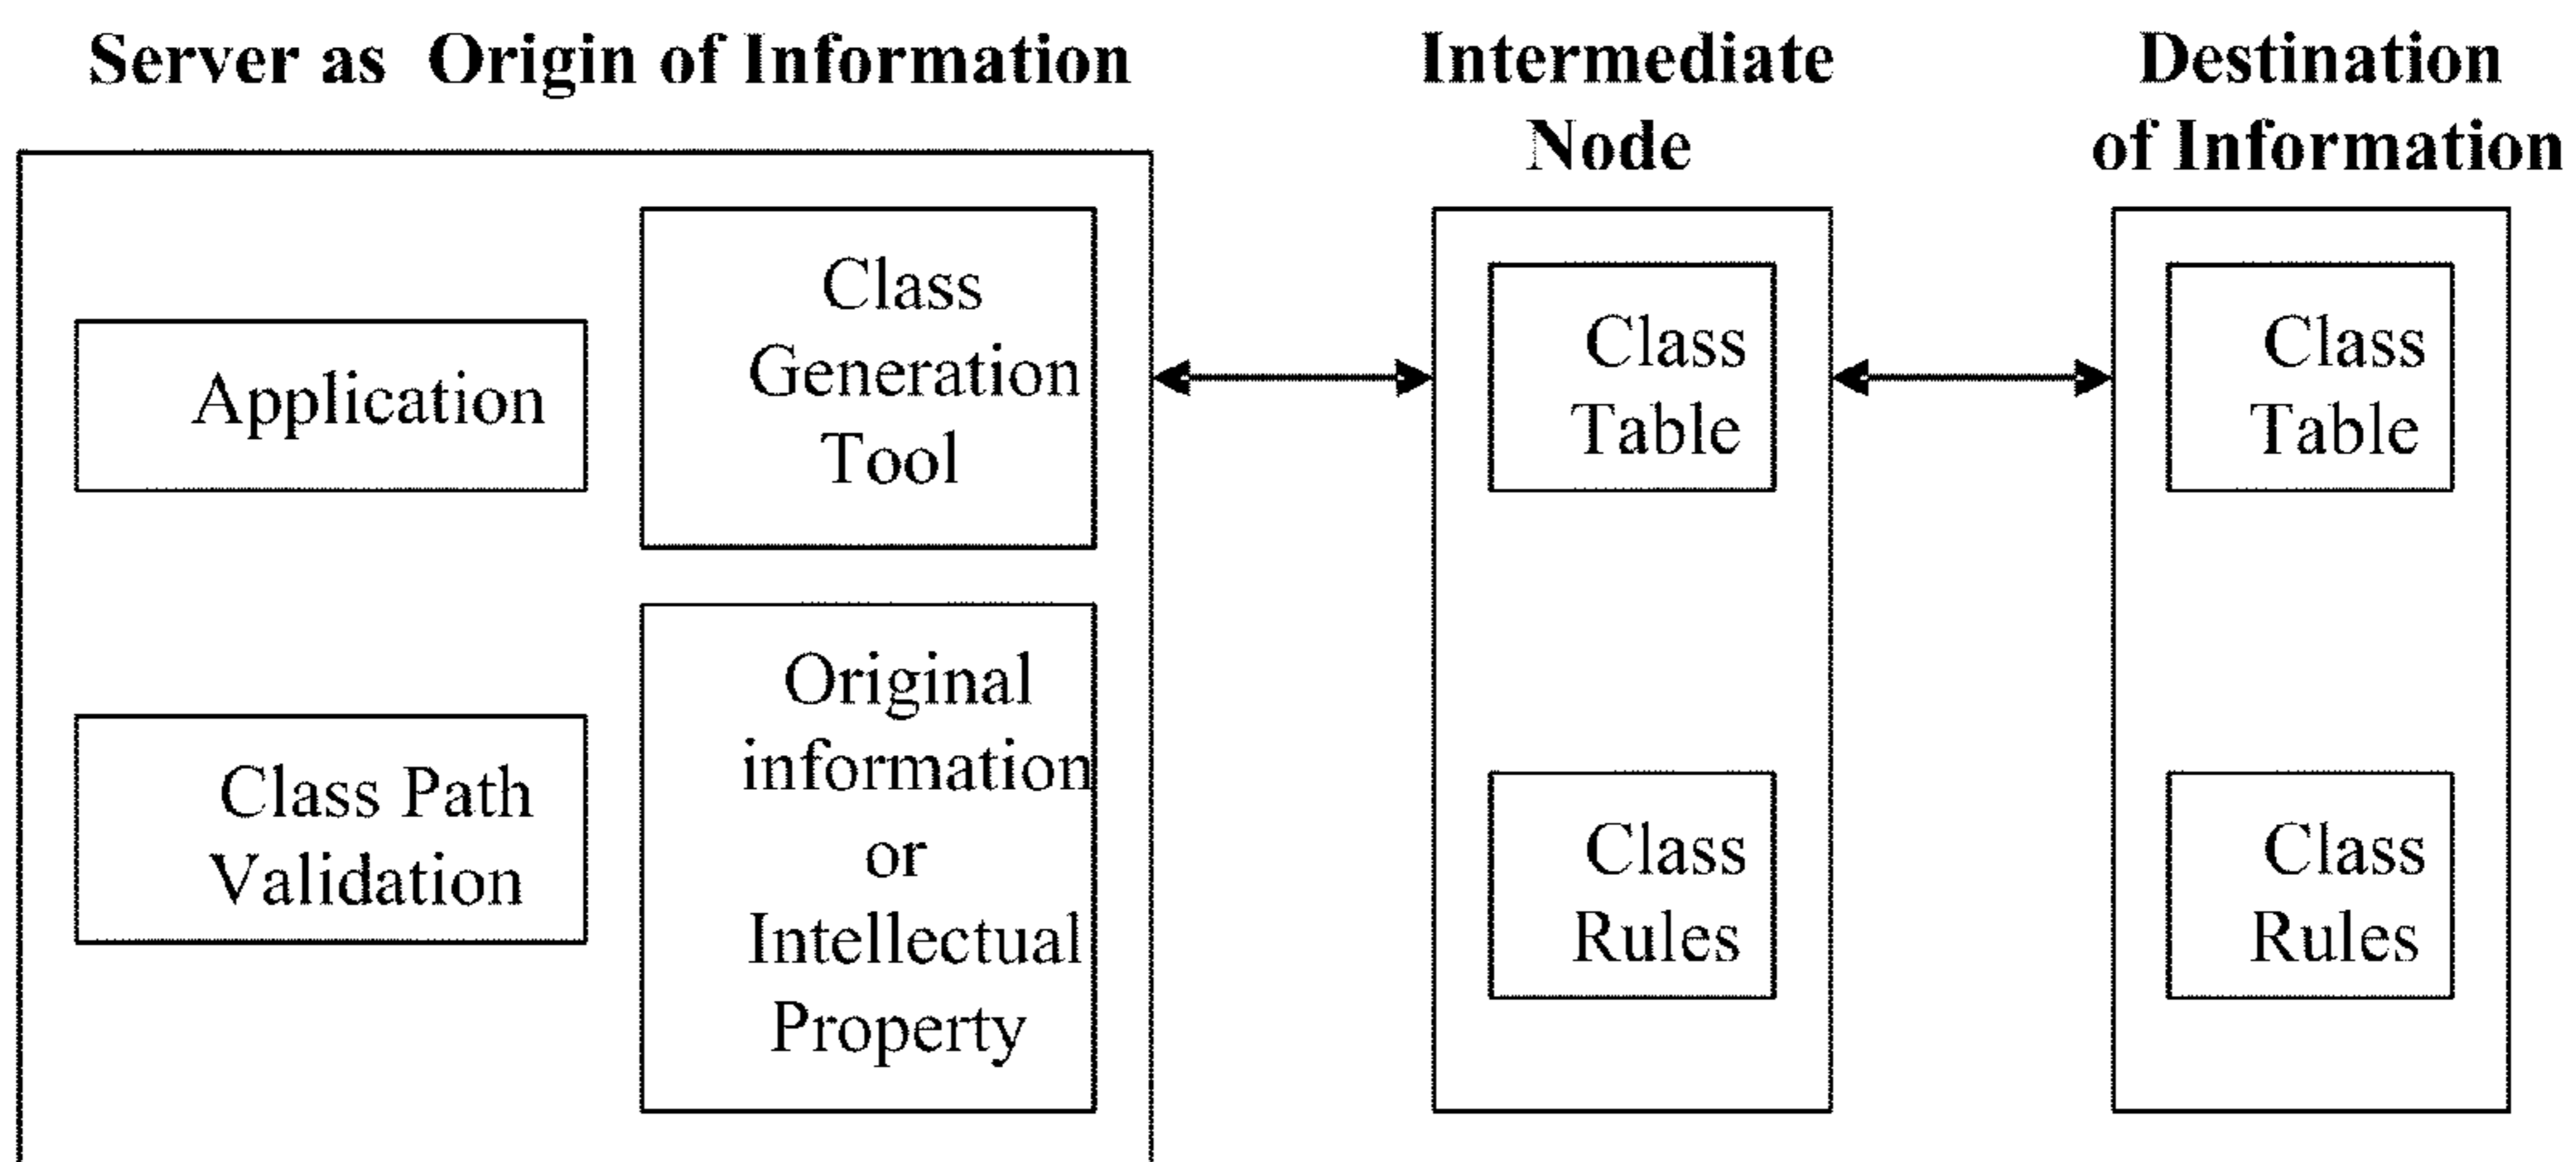 Server as Origin of Information
Intermediate
Node
Destination
of Information
Application
Class
Generation
Tool
Class Path
Validation
Original
information
or
Intellectual
Property
Class
Table
Class
Rules
Class
Table
Class
Rules